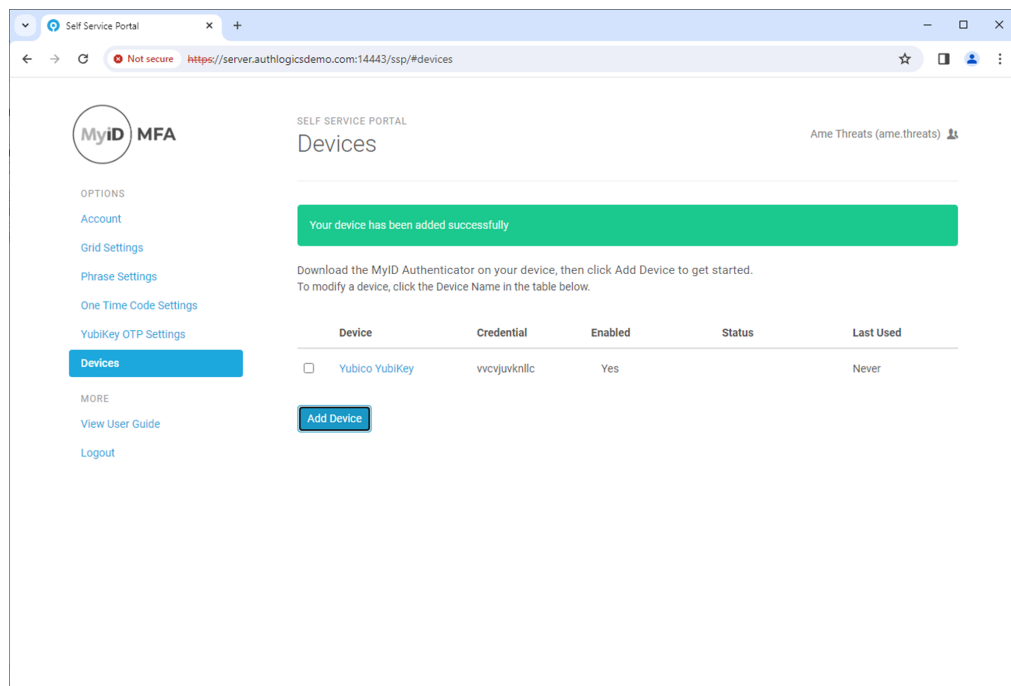 Self Service Portal
Not secure https://server.authlogicsdemo.com:14443/ssp/#devices
MyiD MFA
SELF SERVICE PORTAL
Devices
Ame Threats (ame.threats)
OPTIONS
Account
Grid Settings
Phrase Settings
One Time Code Settings
YubiKey OTP Settings
Devices
MORE
View User Guide
Logout
Your device has been added successfully
Download the MyID Authenticator on your device, then click Add Device to get started.
To modify a device, click the Device Name in the table below.
Device Credential Enabled Status Last Used
Yubico YubiKey vvcvjuvknllc Yes Never
Add Device